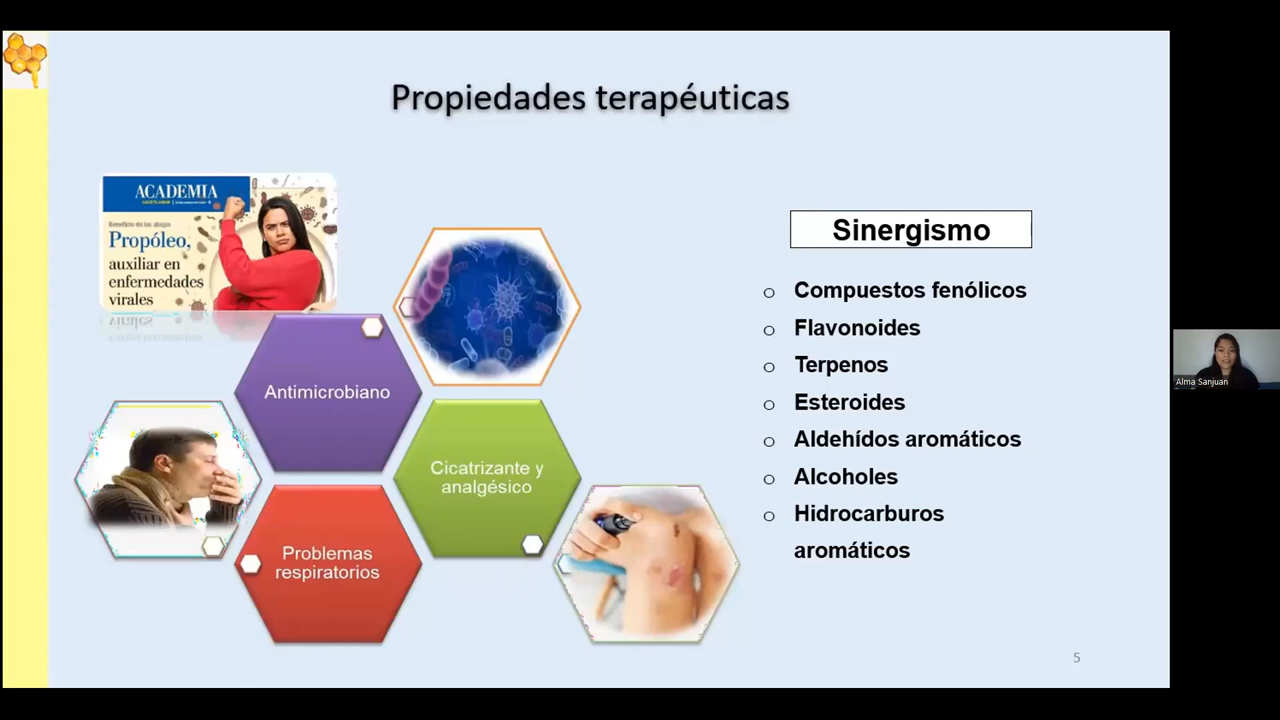 Propiedades terapéuticas
ACADEMIA
Beneficio de las abejas
Propóleo,
auxiliar en
enfermedades
virales
Antimicrobiano
Cicatrizante y
analgésico
Problemas
respiratorios
Sinergismo
o Compuestos fenólicos
o Flavonoides
o Terpenos
o Esteroides
o Aldehídos aromáticos
o Alcoholes
o Hidrocarburos
aromáticos
5
Alma Sanjuan